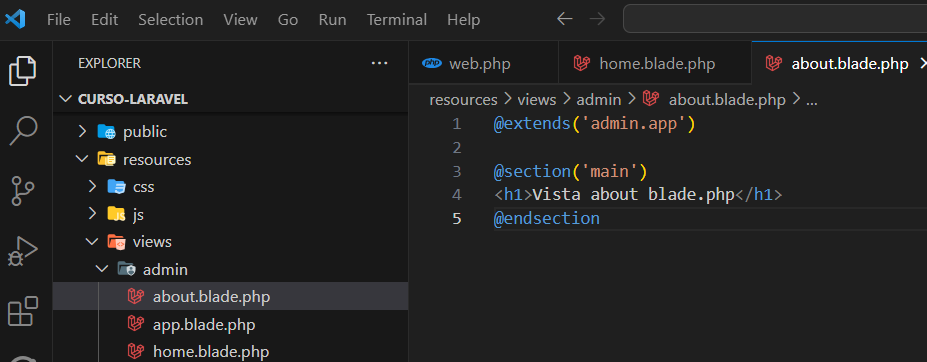 File Edit Selection View Go Run Terminal Help
EXPLORER ...
CURSO-LARAVEL
public
resources
css
js
views
admin
about.blade.php
app.blade.php
home.blade.php
php web.php home.blade.php about.blade.php
resources > views > admin > about.blade.php > ...
1 @extends('admin.app')
2
3 @section('main')
4 <h1>Vista about blade.php</h1>
5 @endsection